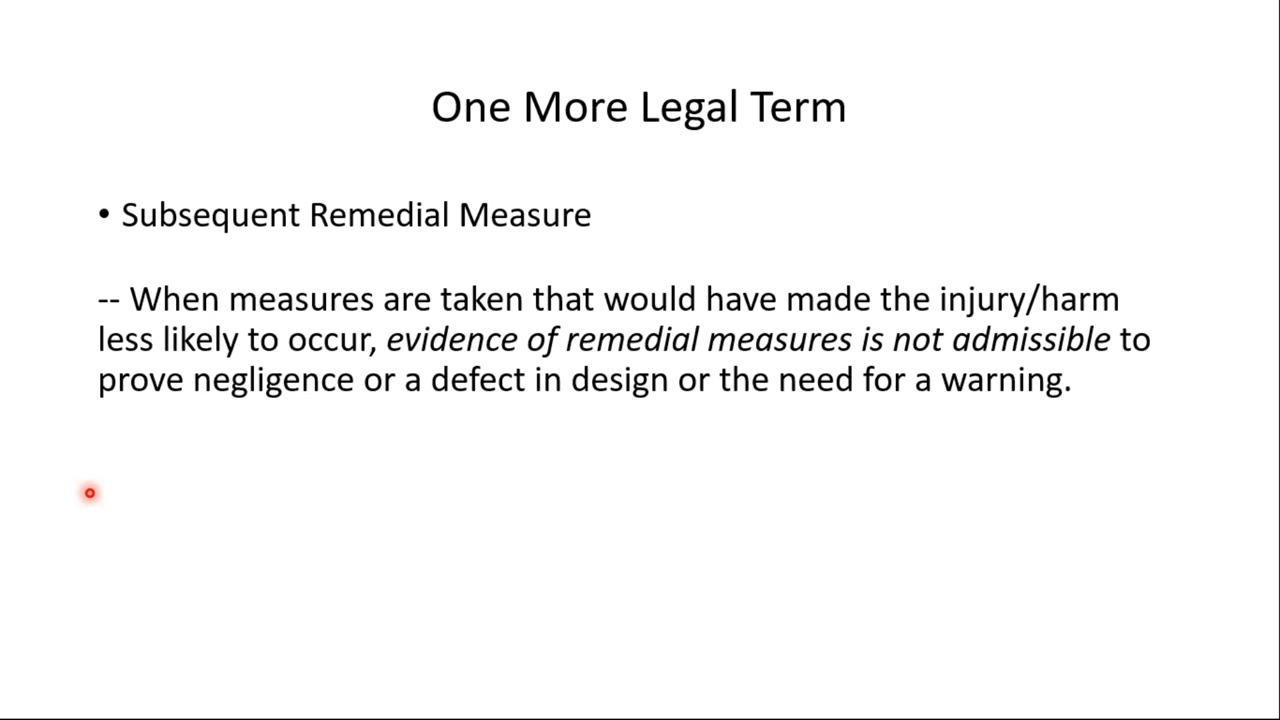 One More Legal Term
• Subsequent Remedial Measure
-- When measures are taken that would have made the injury/harm
less likely to occur, evidence of remedial measures is not admissible to
prove negligence or a defect in design or the need for a warning.